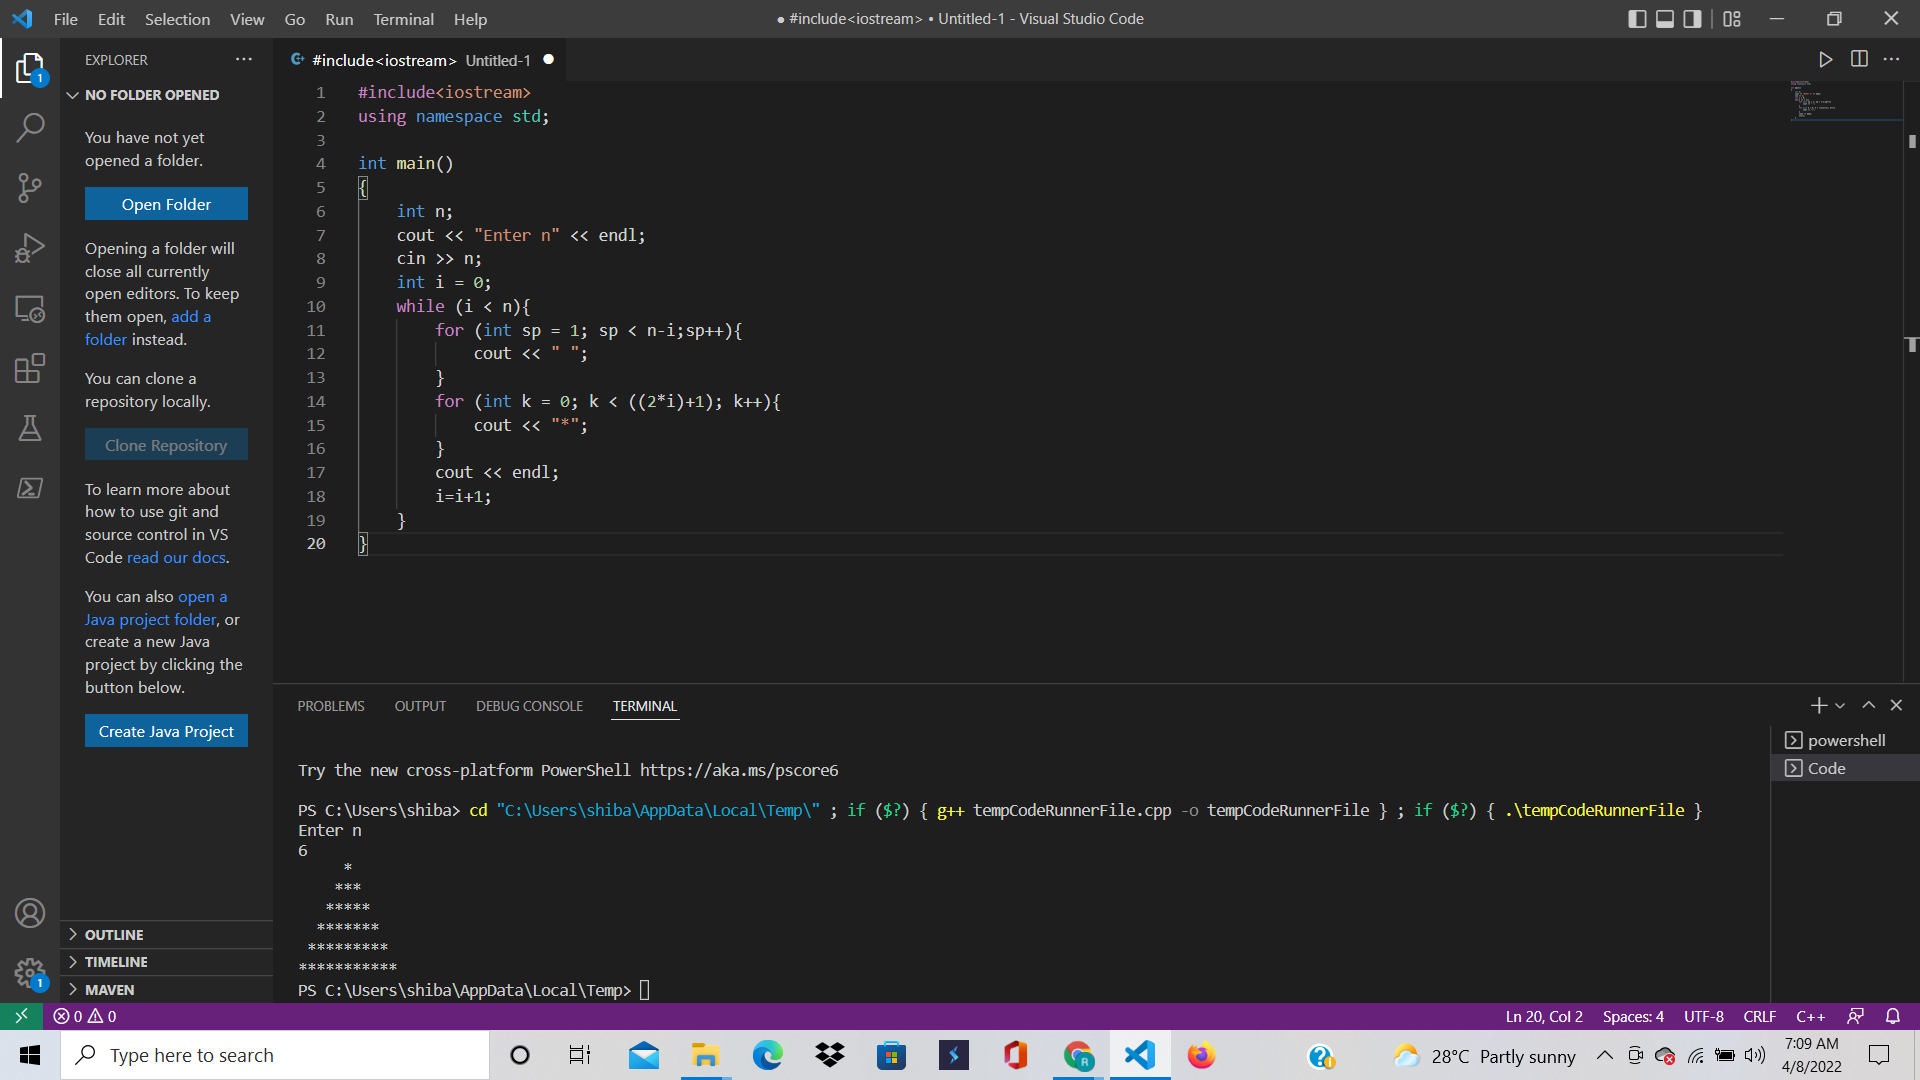 File Edit Selection View Go Run Terminal Help
● #include<iostream> • Untitled-1 - Visual Studio Code
EXPLORER
#include<iostream> Untitled-1 ●
NO FOLDER OPENED
You have not yet
opened a folder.
Open Folder
Opening a folder will
close all currently
open editors. To keep
them open, add a
folder instead.
You can clone a
repository locally.
Clone Repository
To learn more about
how to use git and
source control in VS
Code read our docs.
You can also open a
Java project folder, or
create a new Java
project by clicking the
button below.
Create Java Project
OUTLINE
TIMELINE
MAVEN
1 #include<iostream>
2 using namespace std;
3
4 int main()
5 {
6     int n;
7     cout << "Enter n" << endl;
8     cin >> n;
9     int i = 0;
10     while (i < n){
11         for (int sp = 1; sp < n-i;sp++){
12             cout << " ";
13         }
14         for (int k = 0; k < ((2*i)+1); k++){
15             cout << "*";
16         }
17         cout << endl;
18         i=i+1;
19     }
20 }
PROBLEMS OUTPUT DEBUG CONSOLE TERMINAL
powershell
Code
Try the new cross-platform PowerShell https://aka.ms/pscore6
PS C:\Users\shiba> cd "C:\Users\shiba\AppData\Local\Temp\" ; if ($?) { g++ tempCodeRunnerFile.cpp -o tempCodeRunnerFile } ; if ($?) { .\tempCodeRunnerFile }
Enter n
6
     *
    ***
   *****
  *******
 *********
***********
PS C:\Users\shiba\AppData\Local\Temp>
0 0
Ln 20, Col 2 Spaces: 4 UTF-8 CRLF C++
Type here to search
28°C Partly sunny
7:09 AM
4/8/2022